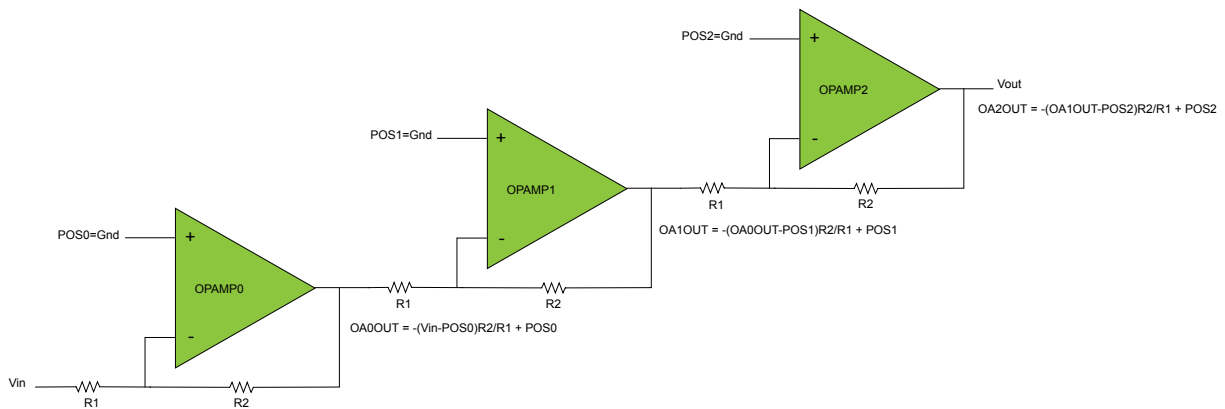 POS2=Gnd
+
OPAMP2
-
Vout
OA2OUT = -(OA1OUT-POS2)R2/R1 + POS2
R1
R2
POS1=Gnd
+
OPAMP1
-
OA1OUT = -(OA0OUT-POS1)R2/R1 + POS1
R1
R2
POS0=Gnd
+
OPAMP0
-
OA0OUT = -(Vin-POS0)R2/R1 + POS0
Vin
R1
R2